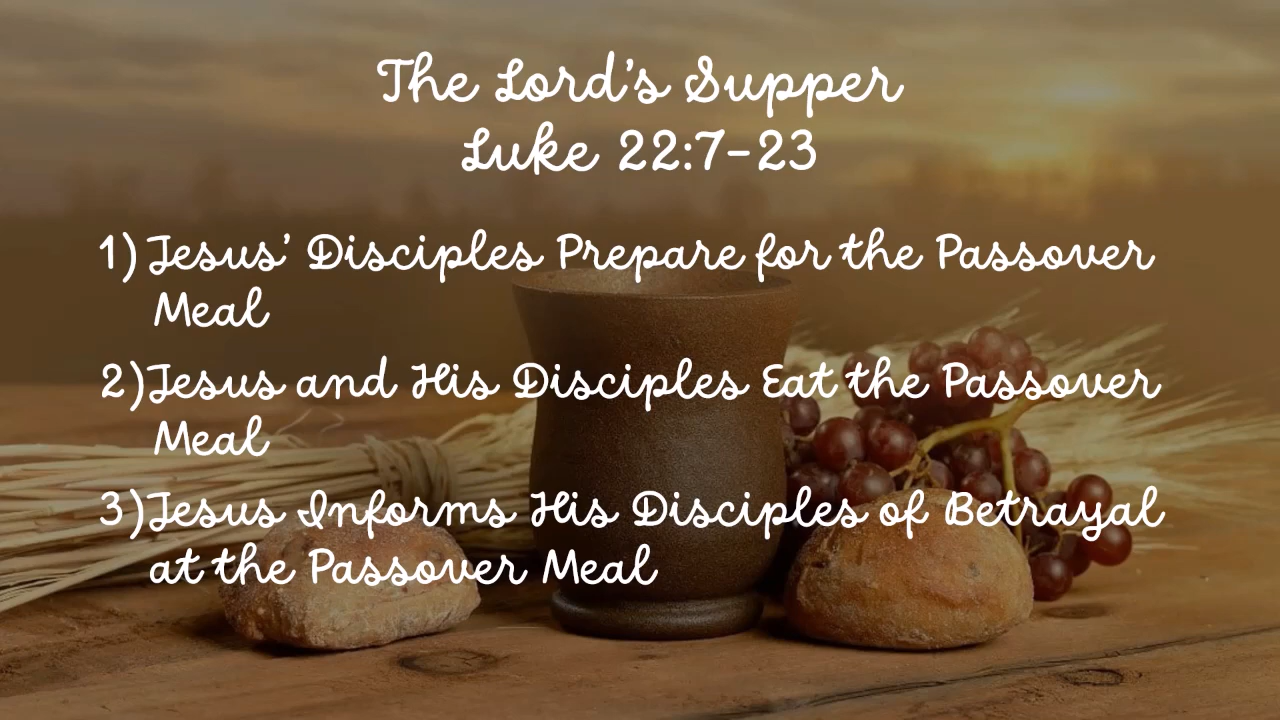 The Lord's Supper
Luke 22:7-23
1) Jesus' Disciples Prepare for the Passover
Meal
2) Jesus and His Disciples Eat the Passover
Meal
3) Jesus Informs His Disciples of Betrayal
at the Passover Meal